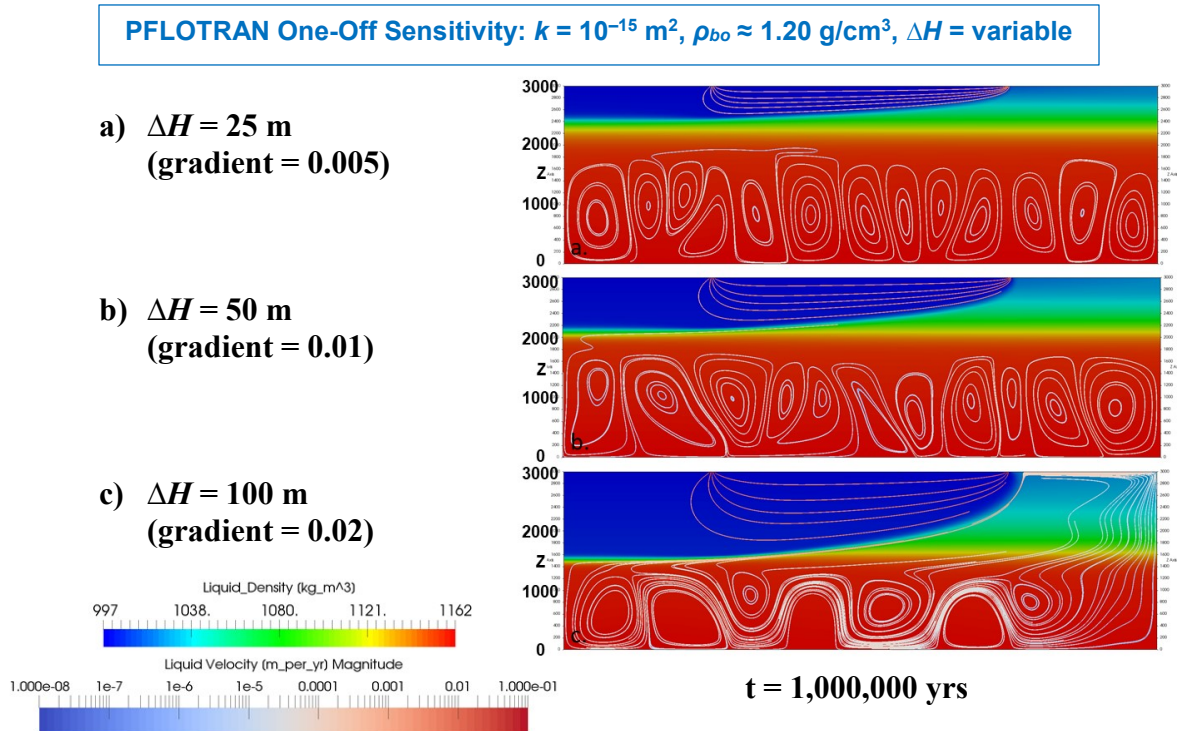 PFLOTRAN One-Off Sensitivity: k = 10⁻¹⁵ m², ρbo ≈ 1.20 g/cm³, ΔH = variable
a) ΔH = 25 m
(gradient = 0.005)
3000
2000
Z
1000
0
a.
b) ΔH = 50 m
(gradient = 0.01)
3000
2000
Z
1000
0
b.
c) ΔH = 100 m
(gradient = 0.02)
3000
2000
Z
1000
0
c.
Liquid_Density [kg_m^3]
997 1038. 1080. 1121. 1162
Liquid Velocity [m_per_yr] Magnitude
1.000e-08 1e-7 1e-6 1e-5 0.0001 0.001 0.01 1.000e-01
t = 1,000,000 yrs